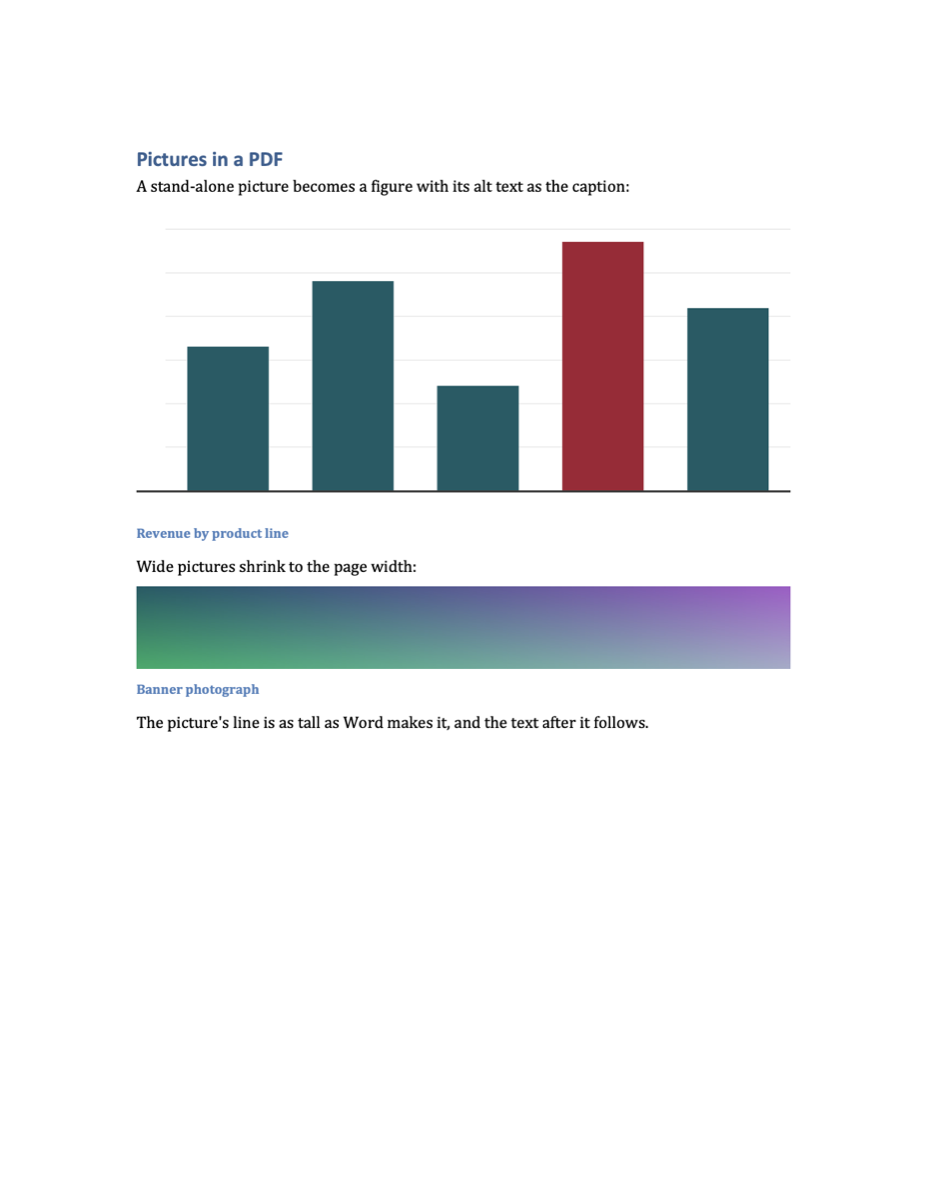 Pictures in a PDF
A stand-alone picture becomes a figure with its alt text as the caption:
Revenue by product line
Wide pictures shrink to the page width:
Banner photograph
The picture's line is as tall as Word makes it, and the text after it follows.